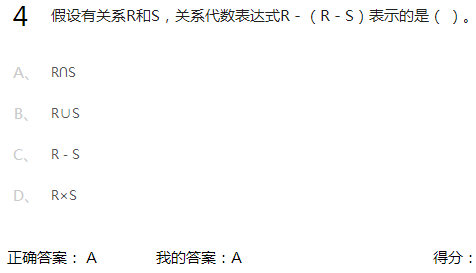 4 假设有关系R和S，关系代数表达式R－（R－S）表示的是（ ）。
A、 R∩S
B、 R∪S
C、 R－S
D、 R×S
正确答案： A 我的答案：A 得分：